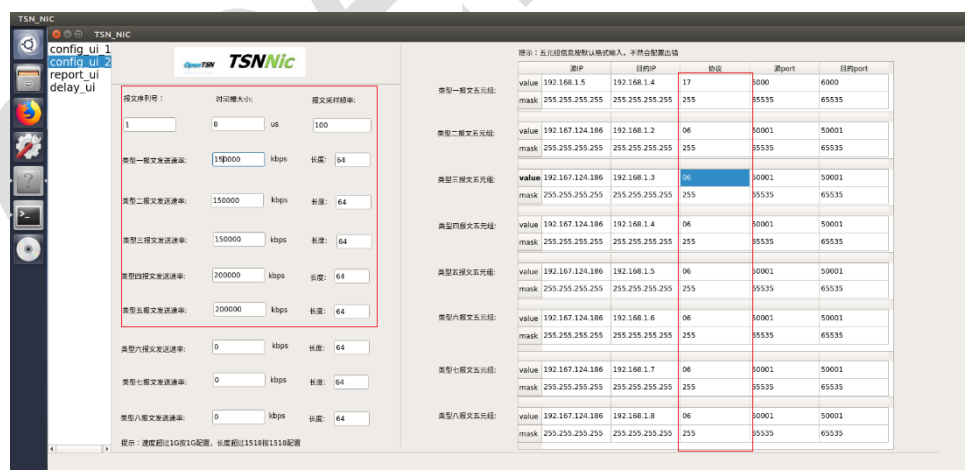 TSN_NIC
TSN_NIC
config_ui_1
config_ui_2
report_ui
delay_ui
OpenTSN TSNNic
报文序列号: 时间槽大小: 报文采样频率:
1 8 us 100
类型一报文发送速率: 150000 kbps 长度: 64
类型二报文发送速率: 150000 kbps 长度: 64
类型三报文发送速率: 150000 kbps 长度: 64
类型四报文发送速率: 200000 kbps 长度: 64
类型五报文发送速率: 200000 kbps 长度: 64
类型六报文发送速率: 0 kbps 长度: 64
类型七报文发送速率: 0 kbps 长度: 64
类型八报文发送速率: 0 kbps 长度: 64
提示:速度超过1G按1G配置,长度超过1518按1518配置
提示:五元组信息按默认格式输入。不然会配置出错
源IP 目的IP 协议 源port 目的port
类型一报文五元组:
value 192.168.1.5 192.168.1.4 17 5000 6000
mask 255.255.255.255 255.255.255.255 255 65535 65535
类型二报文五元组:
value 192.167.124.186 192.168.1.2 06 50001 50001
mask 255.255.255.255 255.255.255.255 255 65535 65535
类型三报文五元组:
value 192.167.124.186 192.168.1.3 06 50001 50001
mask 255.255.255.255 255.255.255.255 255 65535 65535
类型四报文五元组:
value 192.167.124.186 192.168.1.4 06 50001 50001
mask 255.255.255.255 255.255.255.255 255 65535 65535
类型五报文五元组:
value 192.167.124.186 192.168.1.5 06 50001 50001
mask 255.255.255.255 255.255.255.255 255 65535 65535
类型六报文五元组:
value 192.167.124.186 192.168.1.6 06 50001 50001
mask 255.255.255.255 255.255.255.255 255 65535 65535
类型七报文五元组:
value 192.167.124.186 192.168.1.7 06 50001 50001
mask 255.255.255.255 255.255.255.255 255 65535 65535
类型八报文五元组:
value 192.167.124.186 192.168.1.8 06 50001 50001
mask 255.255.255.255 255.255.255.255 255 65535 65535